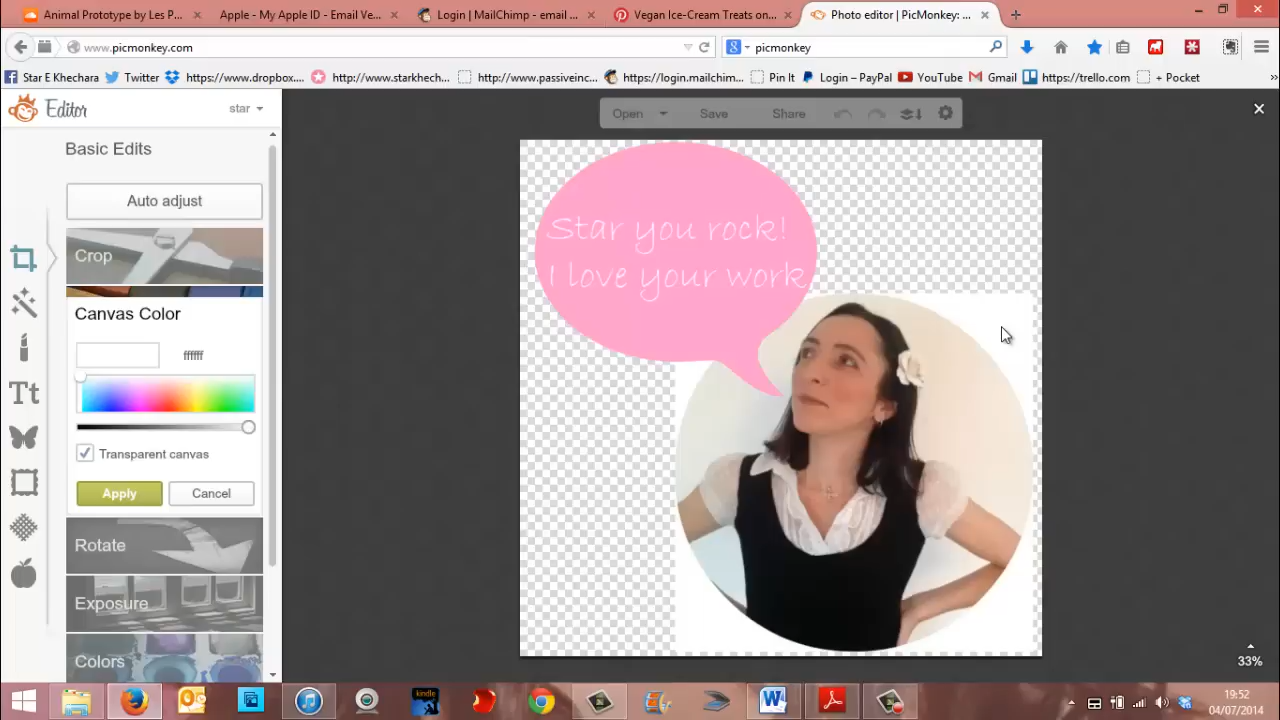 Animal Prototype by Les P...
Apple - My Apple ID - Email Ve...
Login | MailChimp - email ...
Vegan Ice-Cream Treats on...
Photo editor | PicMonkey: ...
www.picmonkey.com
picmonkey
Star E Khechara
Twitter
https://www.dropbox....
http://www.starkhech...
http://www.passiveinc...
https://login.mailchim...
Pin It
Login – PayPal
YouTube
Gmail
https://trello.com
+ Pocket
Editor
star
Open
Save
Share
Basic Edits
Auto adjust
Crop
Canvas Color
ffffff
Transparent canvas
Apply
Cancel
Rotate
Exposure
Colors
Tt
Star you rock!
I love your work
33%
kindle
19:52
04/07/2014